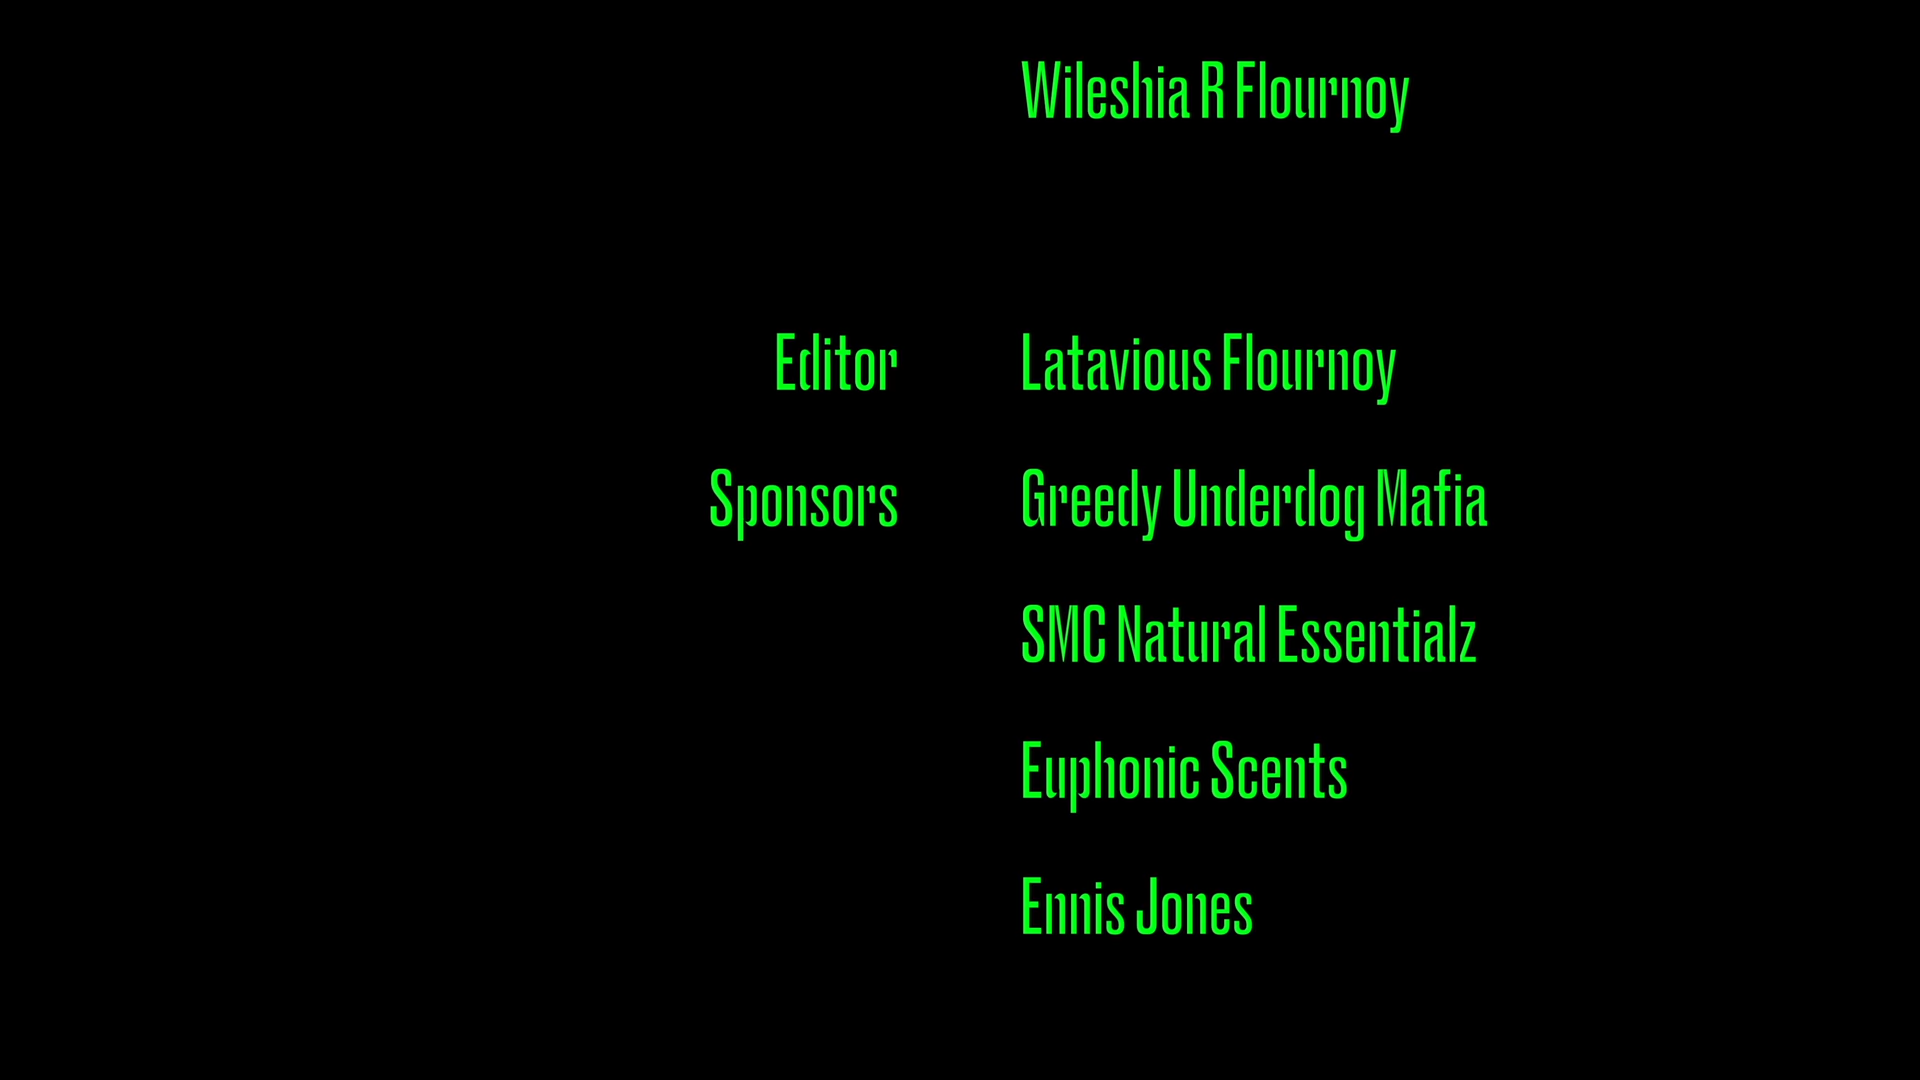 Wileshia R Flournoy
Editor Latavious Flournoy
Sponsors Greedy Underdog Mafia
SMC Natural Essentialz
Euphonic Scents
Ennis Jones